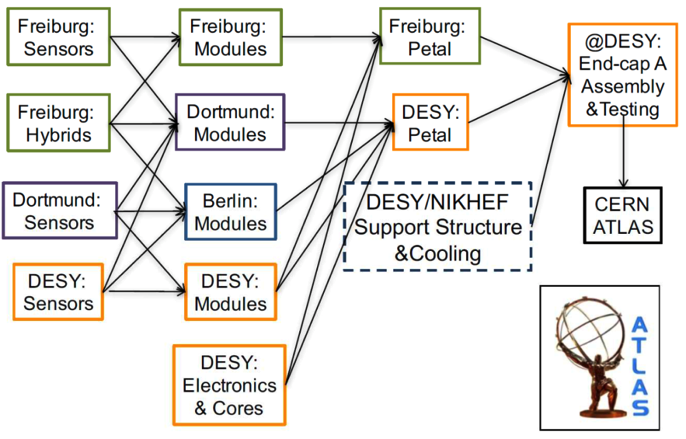 Freiburg:
Sensors
Freiburg:
Modules
Freiburg:
Petal
@DESY:
End-cap A
Assembly
&Testing
Freiburg:
Hybrids
Dortmund:
Modules
DESY:
Petal
Dortmund:
Sensors
Berlin:
Modules
DESY/NIKHEF
Support Structure
&Cooling
CERN
ATLAS
DESY:
Sensors
DESY:
Modules
DESY:
Electronics
& Cores
ATLAS